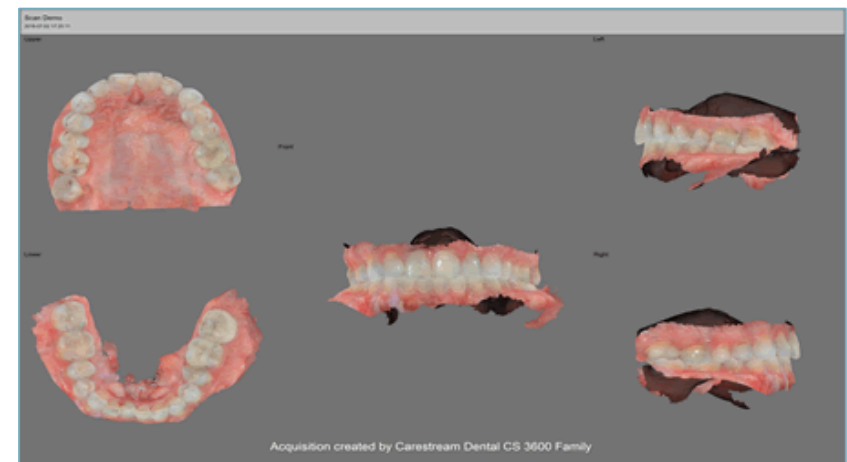 Scan Demo
Upper
Left
Front
Lower
Right
Acquisition created by Carestream Dental CS 3600 Family